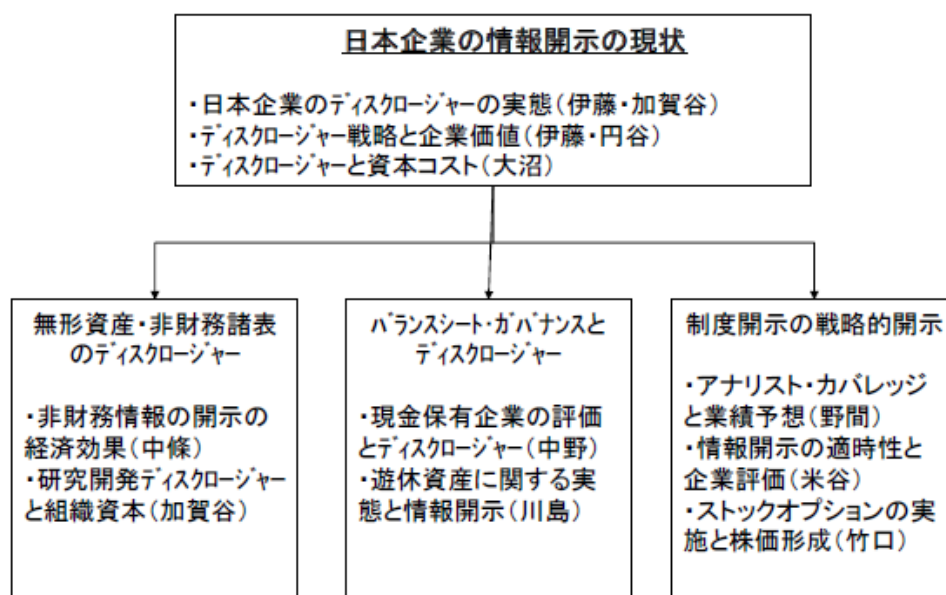 日本企業の情報開示の現状
・日本企業のディスクロージャーの実態(伊藤・加賀谷)
・ディスクロージャー戦略と企業価値(伊藤・円谷)
・ディスクロージャーと資本コスト(大沼)
無形資産・非財務諸表
のディスクロージャー
・非財務情報の開示の
経済効果(中條)
・研究開発ディスクロージャー
と組織資本(加賀谷)
バランスシート・ガバナンスと
ディスクロージャー
・現金保有企業の評価
とディスクロージャー(中野)
・遊休資産に関する実
態と情報開示(川島)
制度開示の戦略的開示
・アナリスト・カバレッジ
と業績予想(野間)
・情報開示の適時性と
企業評価(米谷)
・ストックオプションの実
施と株価形成(竹口)